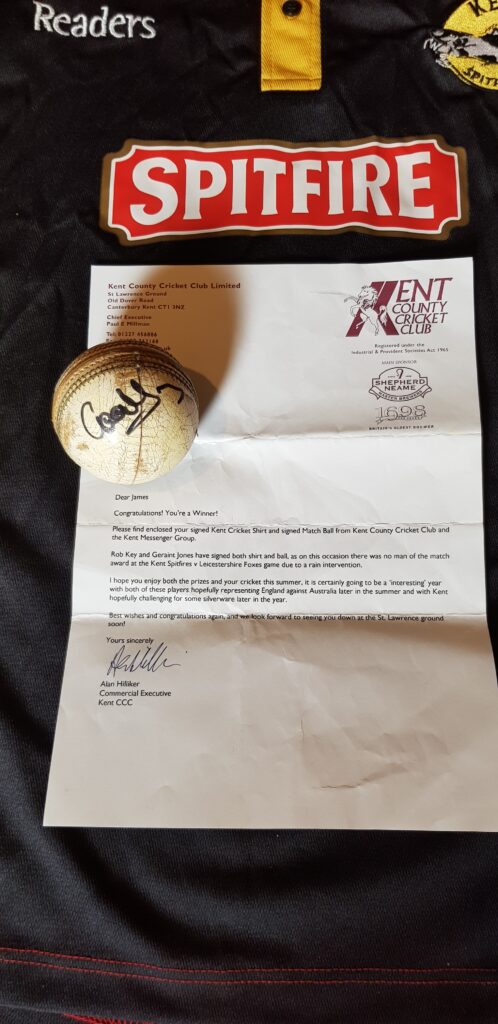 Readers
KE
SPITF
SPITFIRE
Kent County Cricket Club Limited
St Lawrence Ground
Old Dover Road
Canterbury Kent CT1 3NZ
Chief Executive
Paul E Millman
Tel: 01227 456886
KENT
COUNTY
CRICKET
CLUB
Registered under the
Industrial & Provident Societies Act 1965
MAIN SPONSOR
SHEPHERD
NEAME
MASTER BREWERS
1698
BRITAIN'S OLDEST BREWER
Dear James
Congratulations! You're a Winner!
Please find enclosed your signed Kent Cricket Shirt and signed Match Ball from Kent County Cricket Club and
the Kent Messenger Group.
Rob Key and Geraint Jones have signed both shirt and ball, as on this occasion there was no man of the match
award at the Kent Spitfires v Leicestershire Foxes game due to a rain intervention.
I hope you enjoy both the prizes and your cricket this summer, it is certainly going to be a 'interesting' year
with both of these players hopefully representing England against Australia later in the summer and with Kent
hopefully challenging for some silverware later in the year.
Best wishes and congratulations again, and we look forward to seeing you down at the St. Lawrence ground
soon!
Yours sincerely
Alan Hilliker
Commercial Executive
Kent CCC